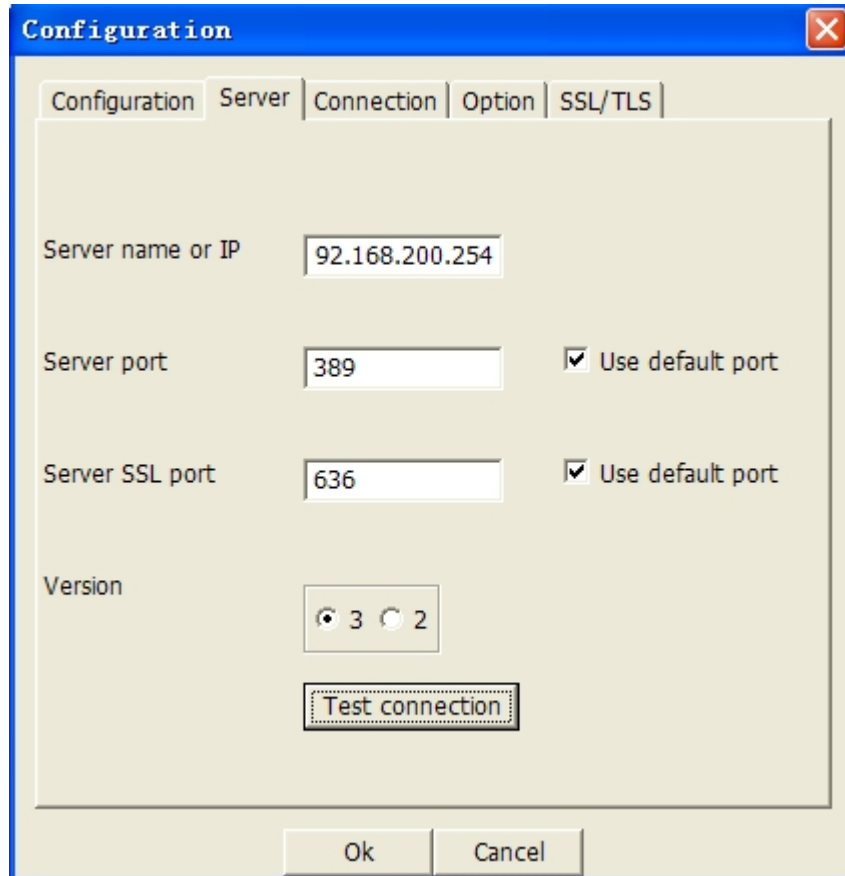 Configuration
Configuration Server Connection Option SSL/TLS
Server name or IP 92.168.200.254
Server port 389 Use default port
Server SSL port 636 Use default port
Version 3 2
Test connection
Ok Cancel